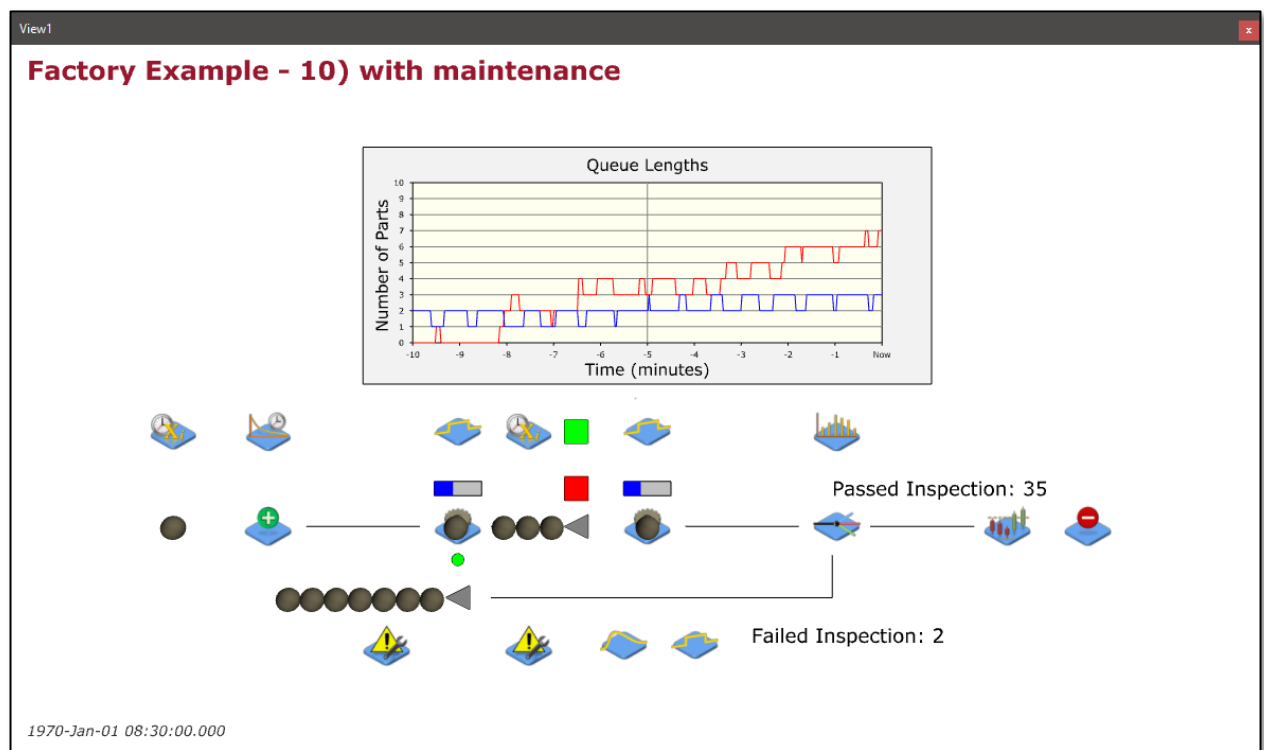 View1
x
Factory Example - 10) with maintenance
Queue Lengths
Number of Parts
10
9
8
7
6
5
4
3
2
1
0
-10 -9 -8 -7 -6 -5 -4 -3 -2 -1 Now
Time (minutes)
Passed Inspection: 35
Failed Inspection: 2
1970-Jan-01 08:30:00.000